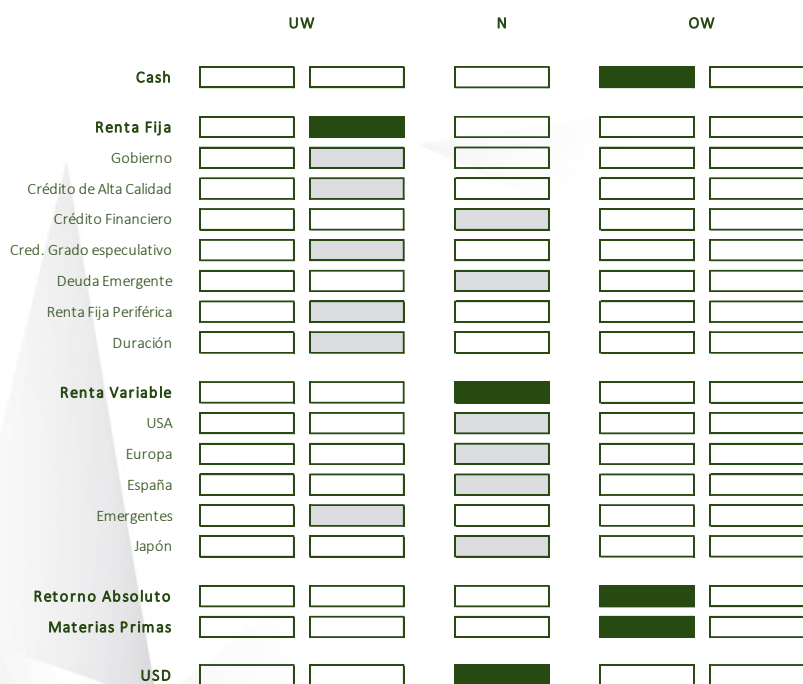 UW N OW
Cash
Renta Fija
Gobierno
Crédito de Alta Calidad
Crédito Financiero
Cred. Grado especulativo
Deuda Emergente
Renta Fija Periférica
Duración
Renta Variable
USA
Europa
España
Emergentes
Japón
Retorno Absoluto
Materias Primas
USD